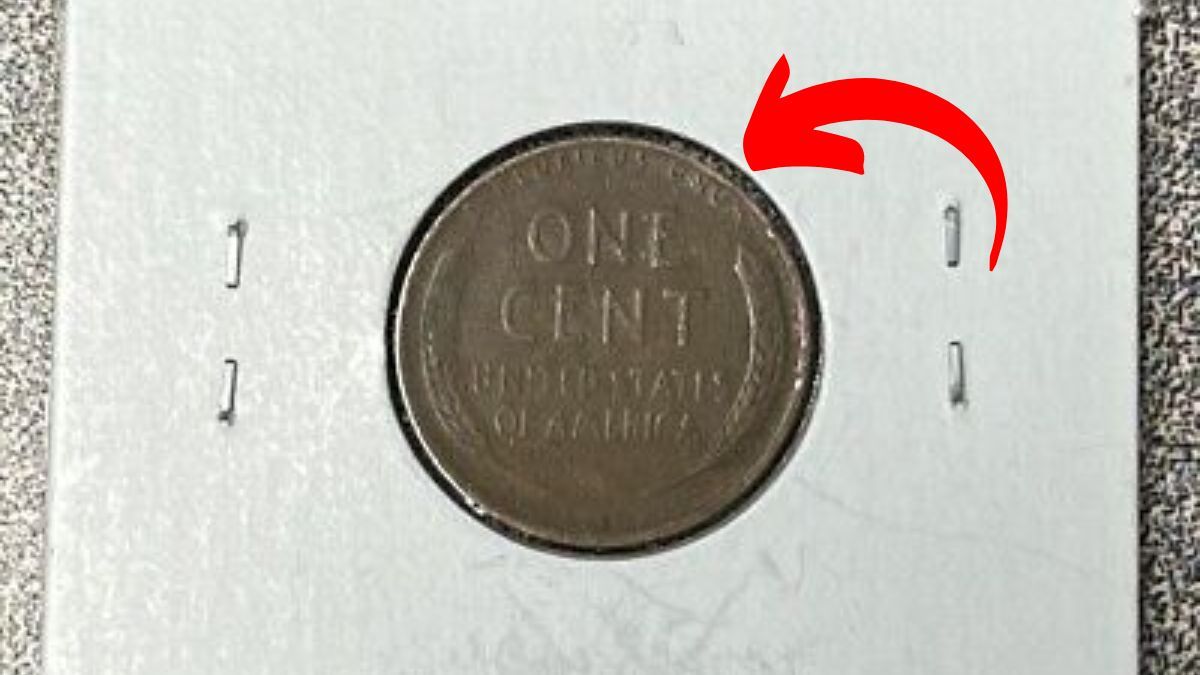 ONE
CENT
UNITED STATES
OF AMERICA